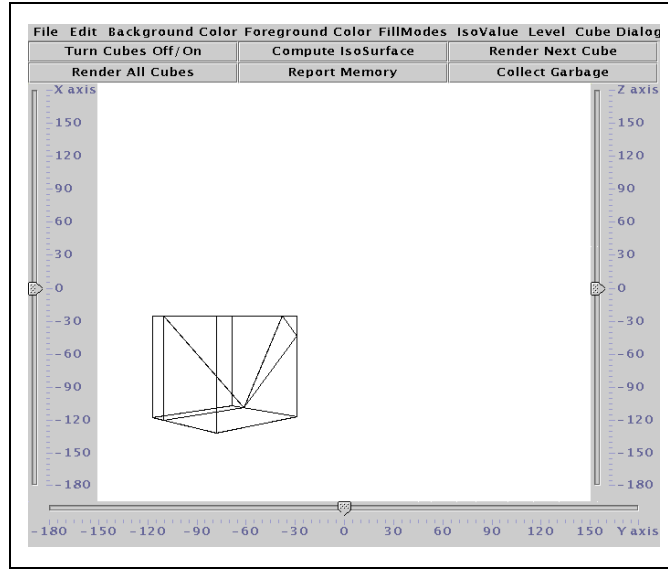 File Edit Background Color Foreground Color FillModes IsoValue Level Cube Dialog
Turn Cubes Off/On Compute IsoSurface Render Next Cube
Render All Cubes Report Memory Collect Garbage
X axis Z axis
150 150
120 120
90 90
60 60
30 30
0 0
-30 -30
-60 -60
-90 -90
-120 -120
-150 -150
-180 -180
-180 -150 -120 -90 -60 -30 0 30 60 90 120 150 Y axis